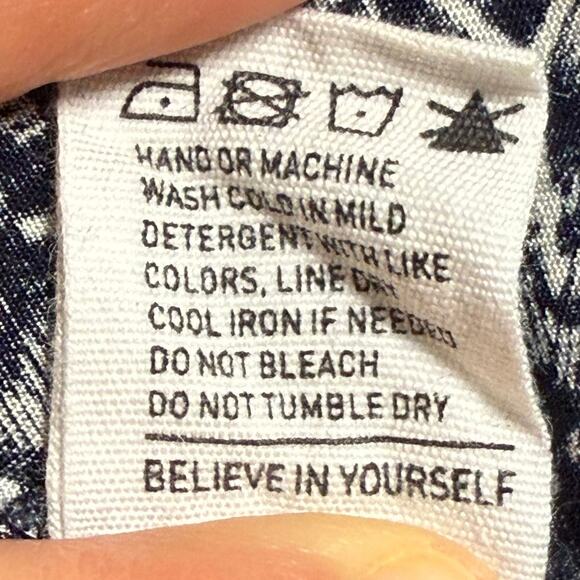 HAND OR MACHINE
WASH COLD IN MILD
DETERGENT WITH LIKE
COLORS, LINE DRY
COOL IRON IF NEEDED
DO NOT BLEACH
DO NOT TUMBLE DRY
BELIEVE IN YOURSELF